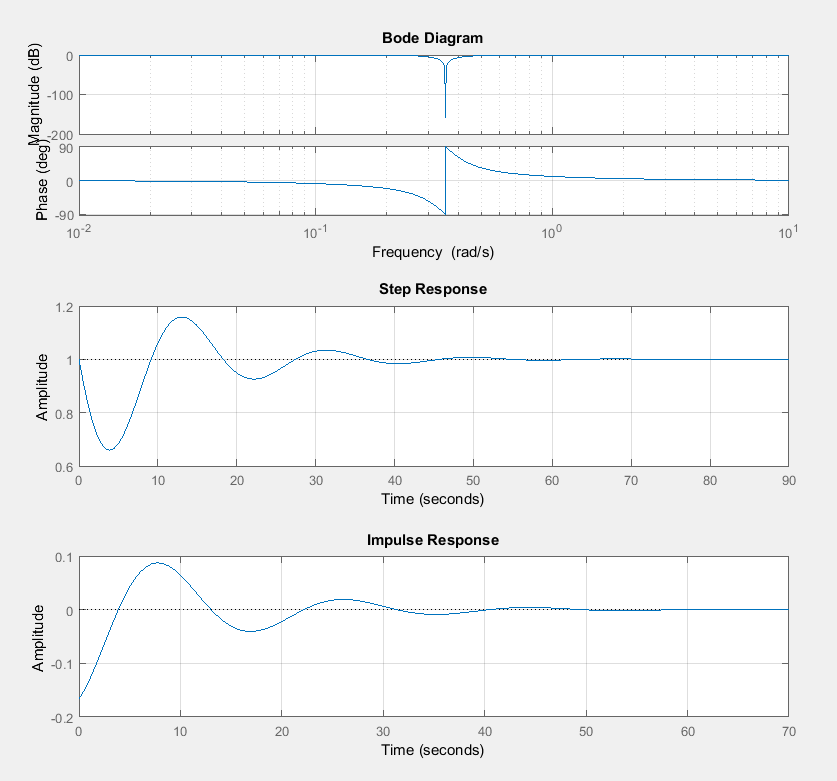 Bode Diagram
Magnitude (dB)
0
-100
-200
Phase (deg)
90
0
-90
10^-2 10^-1 10^0 10^1
Frequency (rad/s)
Step Response
Amplitude
1.2
1
0.8
0.6
0 10 20 30 40 50 60 70 80 90
Time (seconds)
Impulse Response
Amplitude
0.1
0
-0.1
-0.2
0 10 20 30 40 50 60 70
Time (seconds)